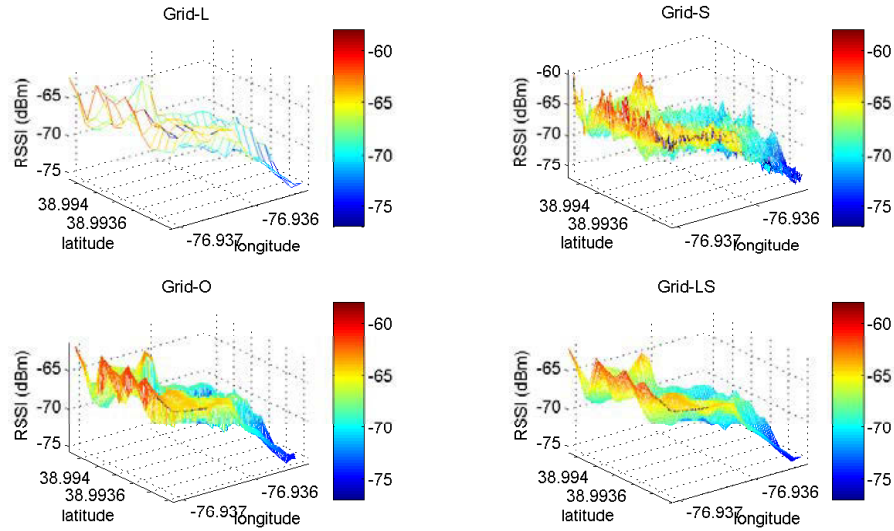 Grid-L
RSSI (dBm)
-65
-70
-75
38.994
38.9936
latitude
-76.937
-76.936
longitude
-60
-65
-70
-75
Grid-S
RSSI (dBm)
-60
-65
-70
-75
38.994
38.9936
latitude
-76.937
-76.936
longitude
-60
-65
-70
-75
Grid-O
RSSI (dBm)
-65
-70
-75
38.994
38.9936
latitude
-76.937
-76.936
longitude
-60
-65
-70
-75
Grid-LS
RSSI (dBm)
-65
-70
-75
38.994
38.9936
latitude
-76.937
-76.936
longitude
-60
-65
-70
-75